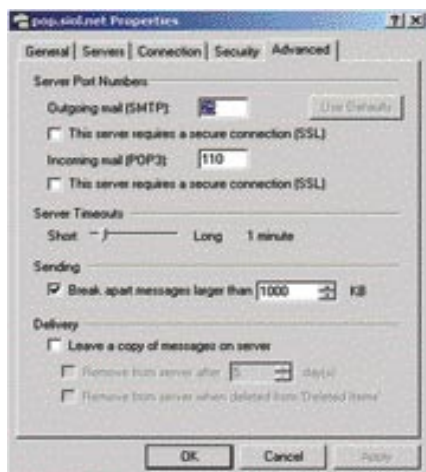 pop.siol.net Properties
General Servers Connection Security Advanced
Server Port Numbers
Outgoing mail (SMTP): 25 Use Defaults
This server requires a secure connection (SSL)
Incoming mail (POP3): 110
This server requires a secure connection (SSL)
Server Timeouts
Short Long 1 minute
Sending
Break apart messages larger than 1000 KB
Delivery
Leave a copy of messages on server
Remove from server after 5 day(s)
Remove from server when deleted from 'Deleted Items'
OK Cancel Apply